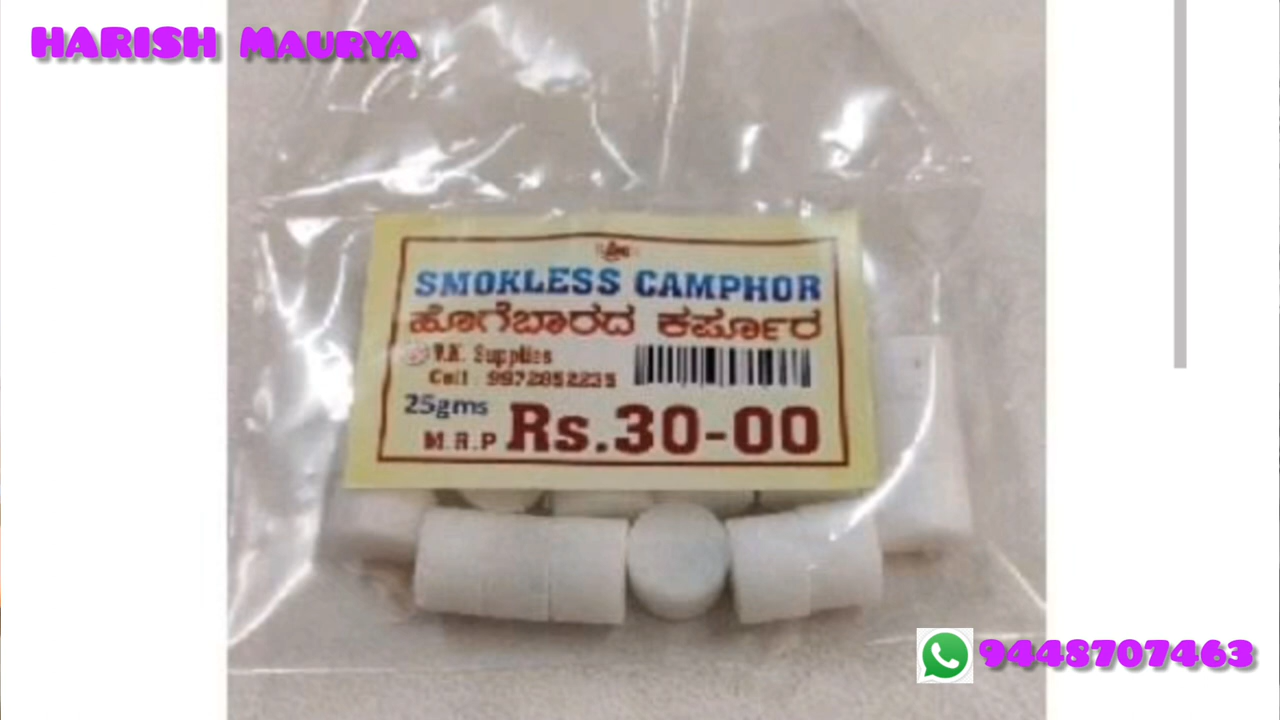 HARISH MAURYA
SMOKLESS CAMPHOR
ಹೊಗೆಬಾರದ ಕರ್ಪೂರ
V.K. Supplies
Cell : 9972852235
25gms
M.R.P Rs.30-00
9448707463